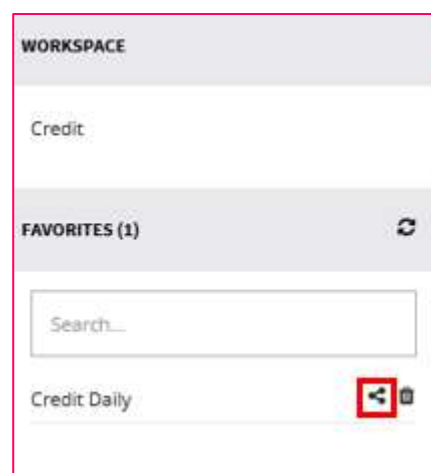 WORKSPACE
Credit
FAVORITES (1)
Search...
Credit Daily